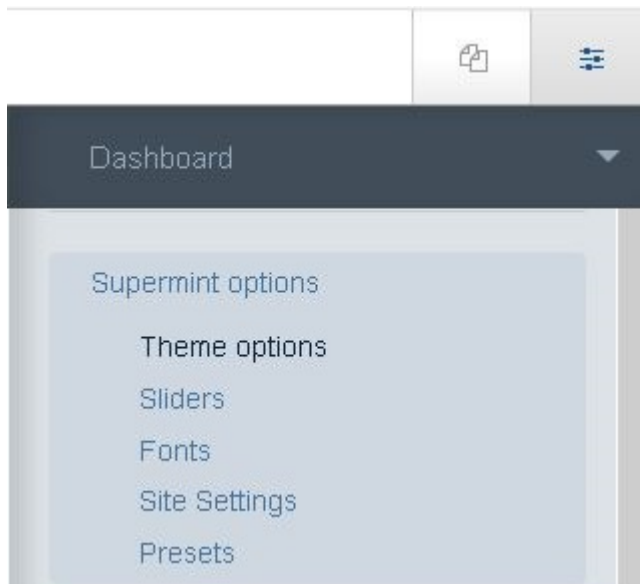 Dashboard
Supermint options
Theme options
Sliders
Fonts
Site Settings
Presets